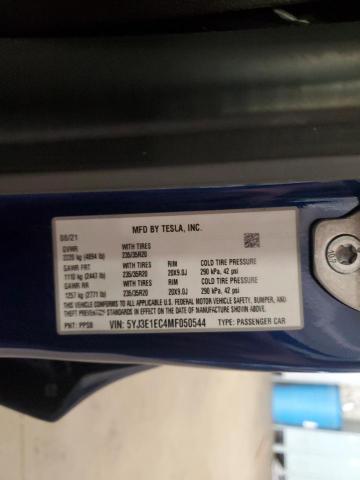 MFD BY TESLA, INC.
08/21
GVWR WITH TIRES
2220 kg (4894 lb) 235/35R20
GAWR FRT WITH TIRES RIM COLD TIRE PRESSURE
1110 kg (2447 lb) 235/35R20 20X9.0J 290 kPa, 42 psi
GAWR RR WITH TIRES RIM COLD TIRE PRESSURE
1257 kg (2771 lb) 235/35R20 20X9.0J 290 kPa, 42 psi
THIS VEHICLE CONFORMS TO ALL APPLICABLE U.S. FEDERAL MOTOR VEHICLE SAFETY, BUMPER, AND
THEFT PREVENTION STANDARDS IN EFFECT ON THE DATE OF MANUFACTURE SHOWN ABOVE.
PNT: PPSB VIN: 5YJ3E1EC4MF050544 TYPE: PASSENGER CAR